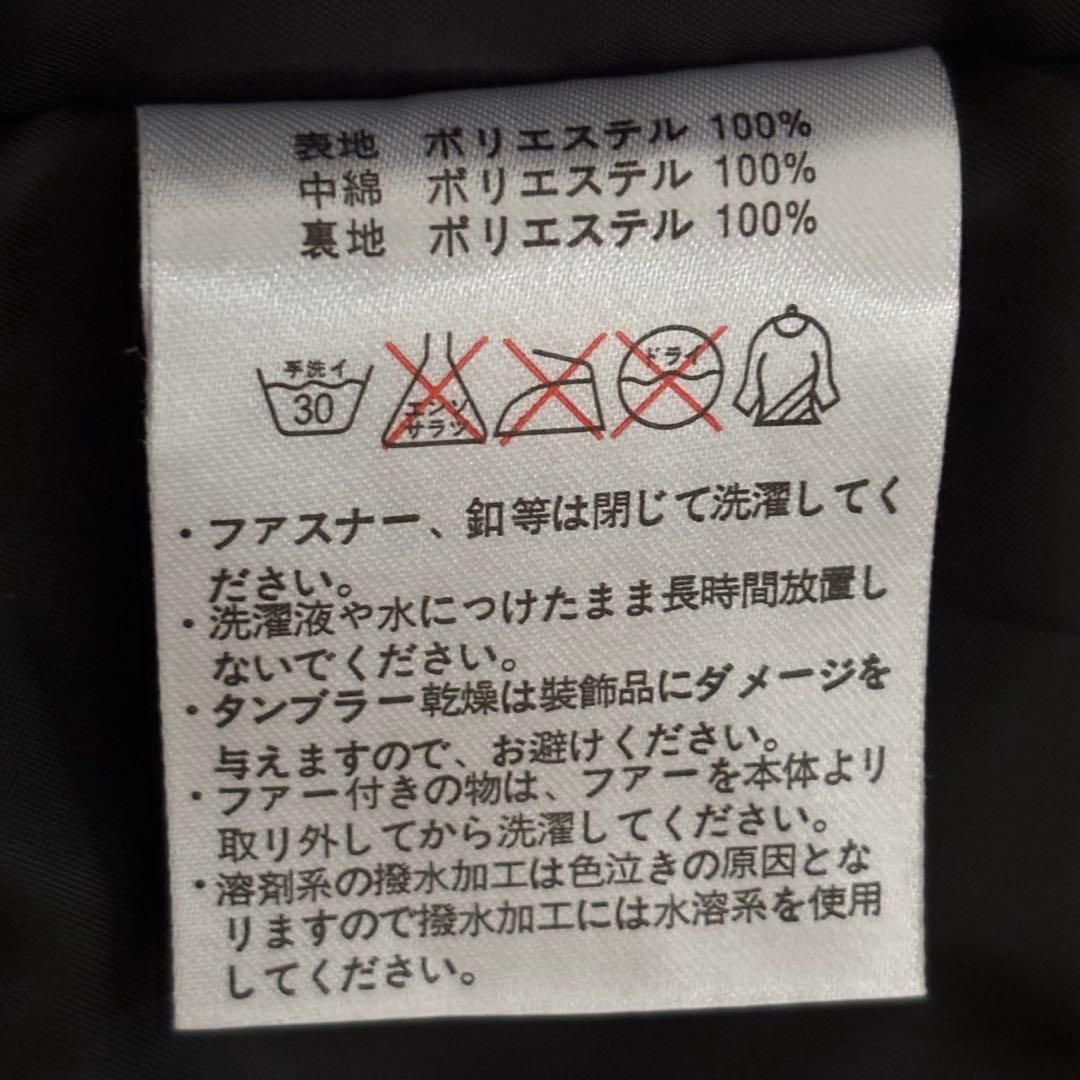 表地 ポリエステル 100%
中綿 ポリエステル 100%
裏地 ポリエステル 100%
手洗イ
30
エンソ
サラツ
ドライ
・ファスナー、釦等は閉じて洗濯してく
ださい。
・洗濯液や水につけたまま長時間放置し
ないでください。
・タンブラー乾燥は装飾品にダメージを
与えますので、お避けください。
・ファー付きの物は、ファーを本体より
取り外してから洗濯してください。
・溶剤系の撥水加工は色泣きの原因とな
りますので撥水加工には水溶系を使用
してください。